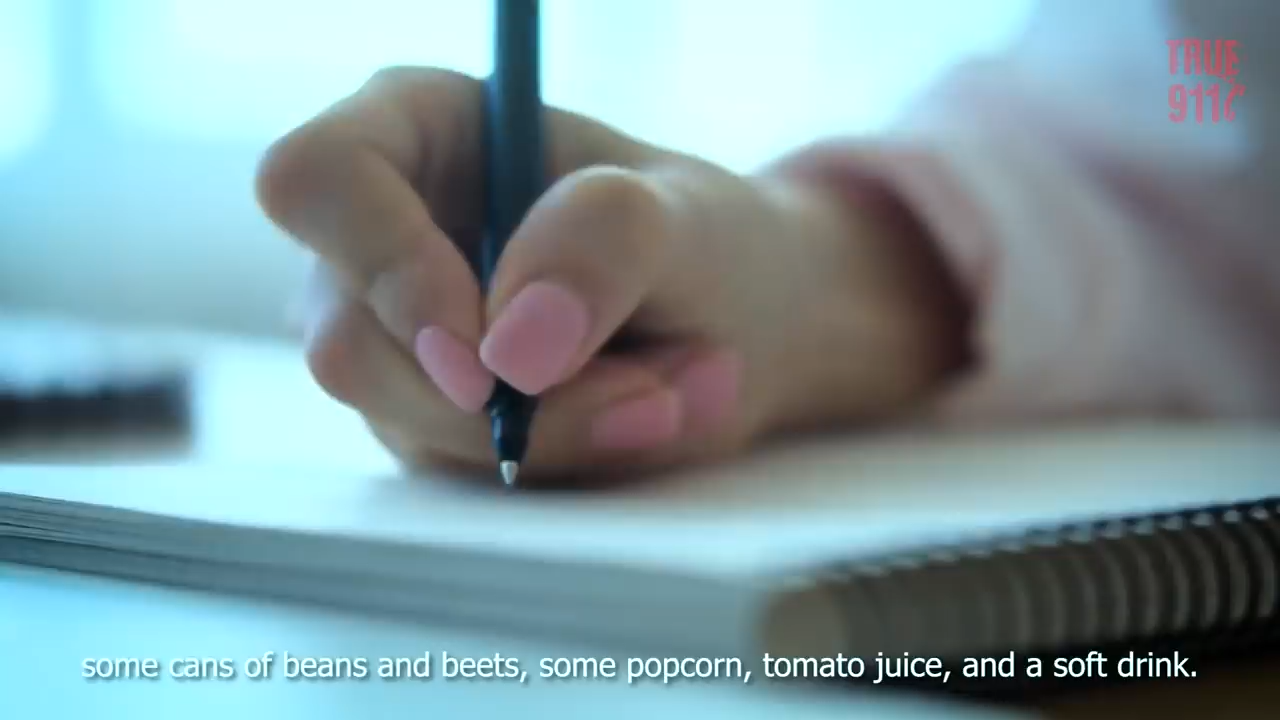 TRUE
911
some cans of beans and beets, some popcorn, tomato juice, and a soft drink.